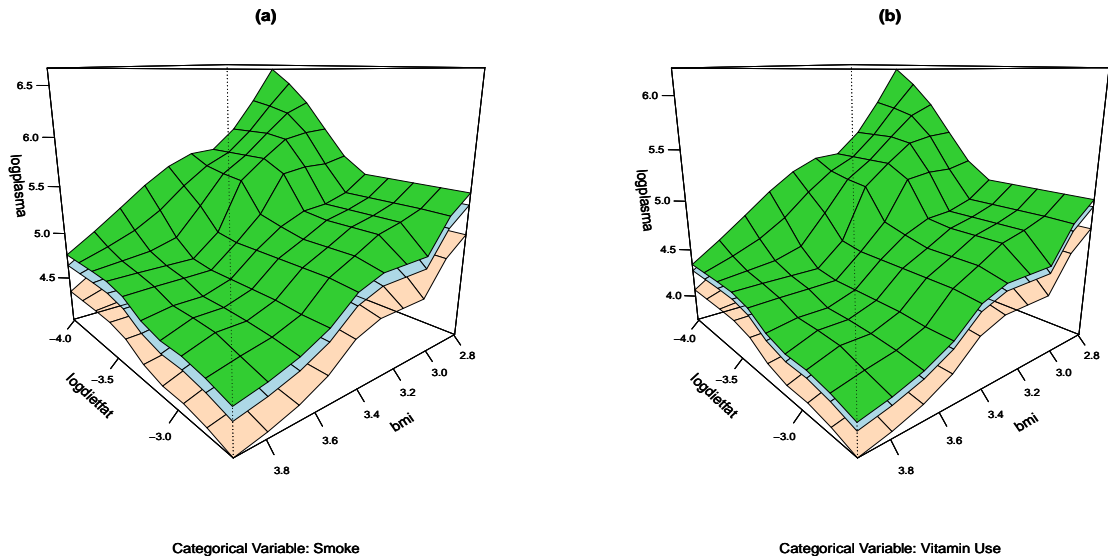 (a)
6.5
6.0
5.5
5.0
4.5
logplasma
−4.0
−3.5
−3.0
logdietfat
2.8
3.0
3.2
3.4
3.6
3.8
bmi
Categorical Variable: Smoke
(b)
6.0
5.5
5.0
4.5
4.0
logplasma
−4.0
−3.5
−3.0
logdietfat
2.8
3.0
3.2
3.4
3.6
3.8
bmi
Categorical Variable: Vitamin Use